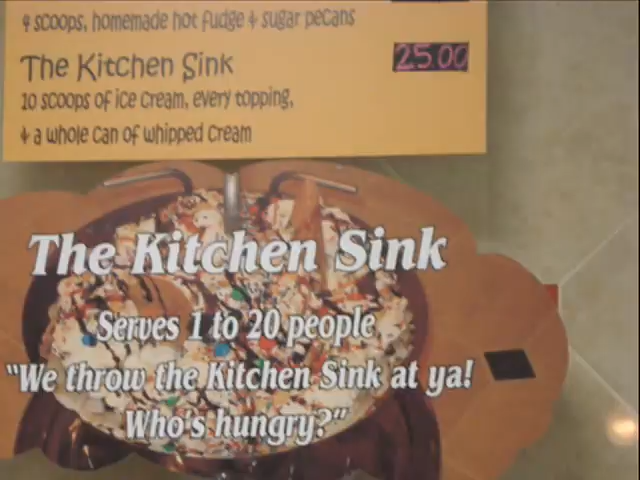 4 scoops, homemade hot fudge & sugar pecans
The Kitchen Sink 25.00
10 scoops of ice cream, every topping,
& a whole can of whipped cream
The Kitchen Sink
Serves 1 to 20 people
"We throw the Kitchen Sink at ya!
Who's hungry?"